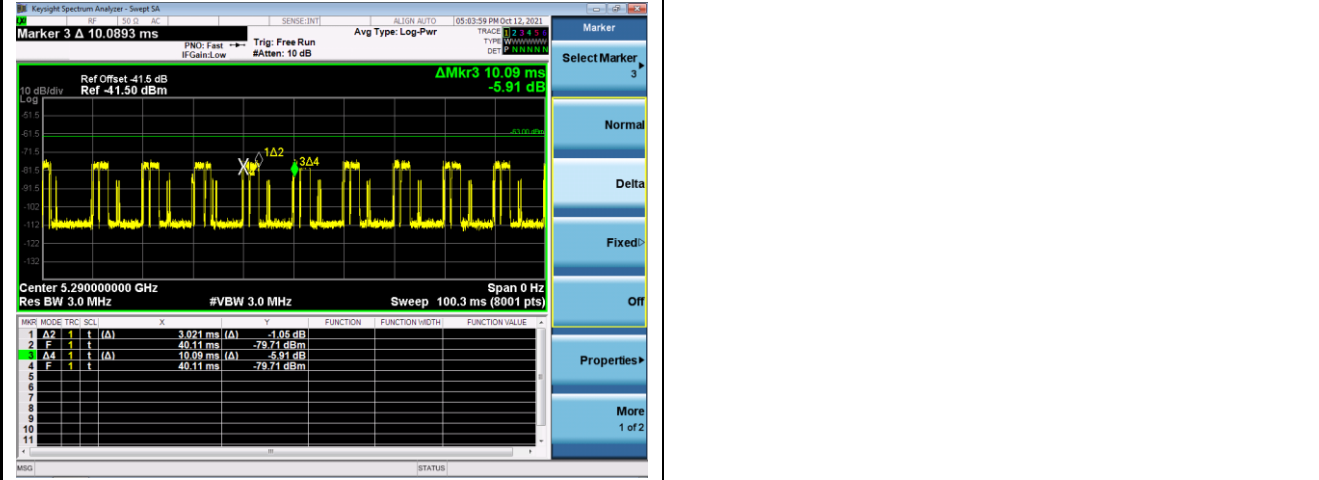 Keysight Spectrum Analyzer - Swept SA
RF 50 Ω AC SENSE:INT ALIGN AUTO 05:03:59 PM Oct 12, 2021
Marker 3 Δ 10.0893 ms
PNO: Fast
IFGain:Low
Trig: Free Run
#Atten: 10 dB
Avg Type: Log-Pwr
TRACE 1 2 3 4 5 6
TYPE WWWWWW
DET P N N N N N
Ref Offset -41.5 dB
10 dB/div Ref -41.50 dBm
Log
ΔMkr3 10.09 ms
-5.91 dB
-51.5
-61.5
-63.00 dBm
-71.5
-81.5
-91.5
-102
-112
-122
-132
1Δ2
3Δ4
X
Center 5.290000000 GHz Span 0 Hz
Res BW 3.0 MHz #VBW 3.0 MHz Sweep 100.3 ms (8001 pts)
MKR MODE TRC SCL X Y FUNCTION FUNCTION WIDTH FUNCTION VALUE
1 Δ2 1 t (Δ) 3.021 ms (Δ) -1.05 dB
2 F 1 t 40.11 ms -79.71 dBm
3 Δ4 1 t (Δ) 10.09 ms (Δ) -5.91 dB
4 F 1 t 40.11 ms -79.71 dBm
5
6
7
8
9
10
11
MSG STATUS
Marker
Select Marker
3
Normal
Delta
Fixed
Off
Properties
More
1 of 2